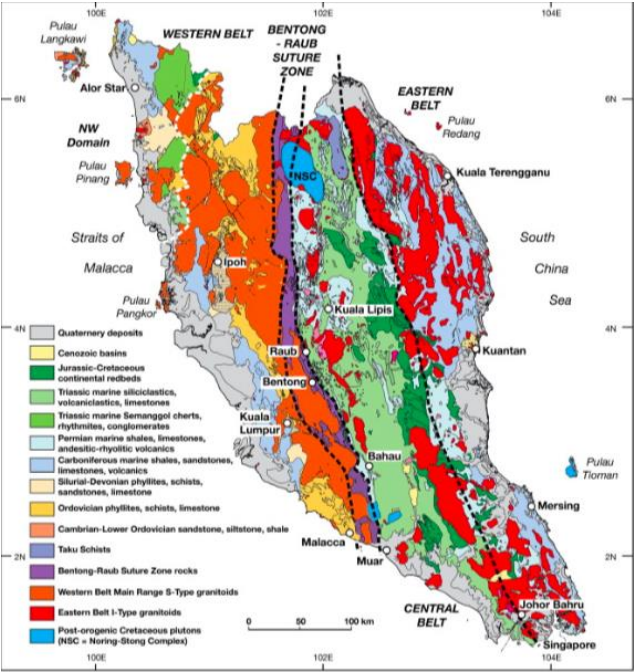 100E
102E
104E
Pulau
Langkawi
WESTERN BELT
BENTONG
- RAUB
SUTURE
ZONE
Alor Star
6N
6N
EASTERN
BELT
Pulau
Redang
NW
Domain
Pulau
Pinang
NSC
Kuala Terengganu
Straits of
Malacca
Ipoh
South
China
Sea
Pulau
Pangkor
Kuala Lipis
4N
4N
Raub
Kuantan
Bentong
Kuala
Lumpur
Bahau
Pulau
Tioman
Mersing
Malacca
Muar
2N
2N
CENTRAL
BELT
Johor Bahru
Singapore
Quaternery deposits
Cenozoic basins
Jurassic-Cretaceous
continental redbeds
Triassic marine siliciclastics,
volcaniclastics, limestones
Triassic marine Semanggol cherts,
rhythmites, conglomerates
Permian marine shales, limestones,
andesitic-rhyolitic volcanics
Carboniferous marine shales, sandstones,
limestones, volcanics
Silurial-Devonian phyllites, schists,
sandstones, limestone
Ordovician phyllites, schists, limestone
Cambrian-Lower Ordovician sandstone, siltstone, shale
Taku Schists
Bentong-Raub Suture Zone rocks
Western Belt Main Range S-Type granitoids
Eastern Belt I-Type granitoids
Post-orogenic Cretaceous plutons
(NSC = Noring-Stong Complex)
0 50 100 km
100E
102E
104E